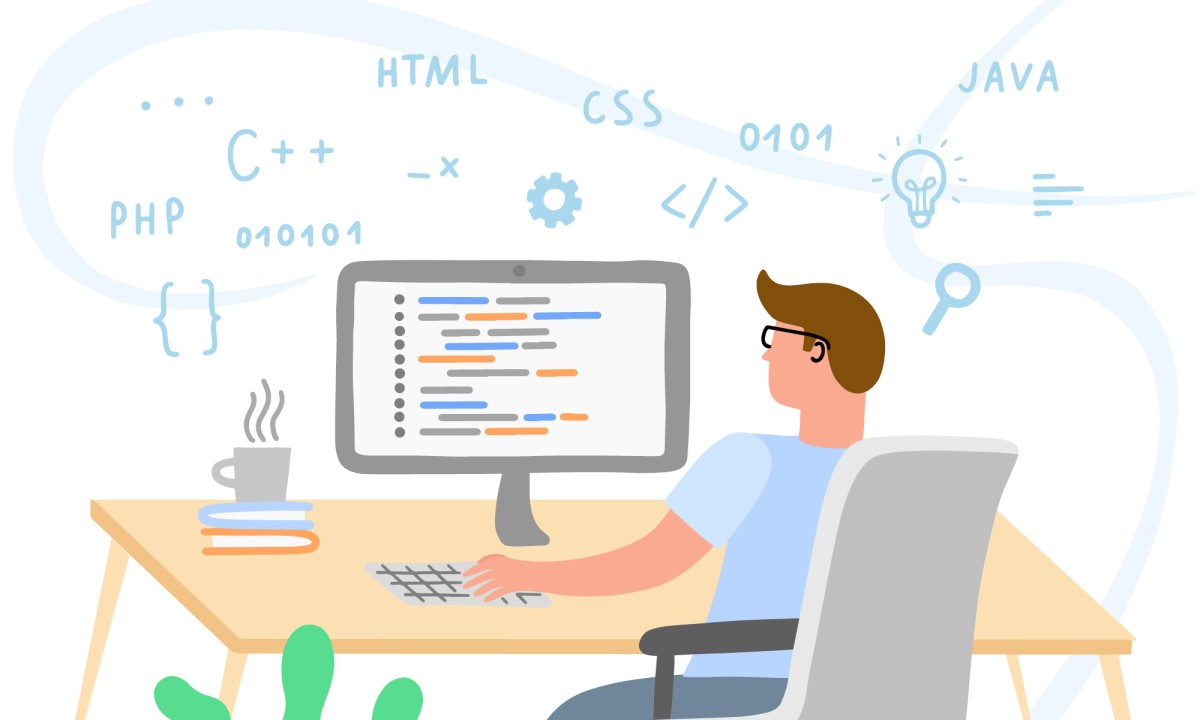 HTML
JAVA
...
CSS
0101
C++
_x
</>
PHP
010101
{ }